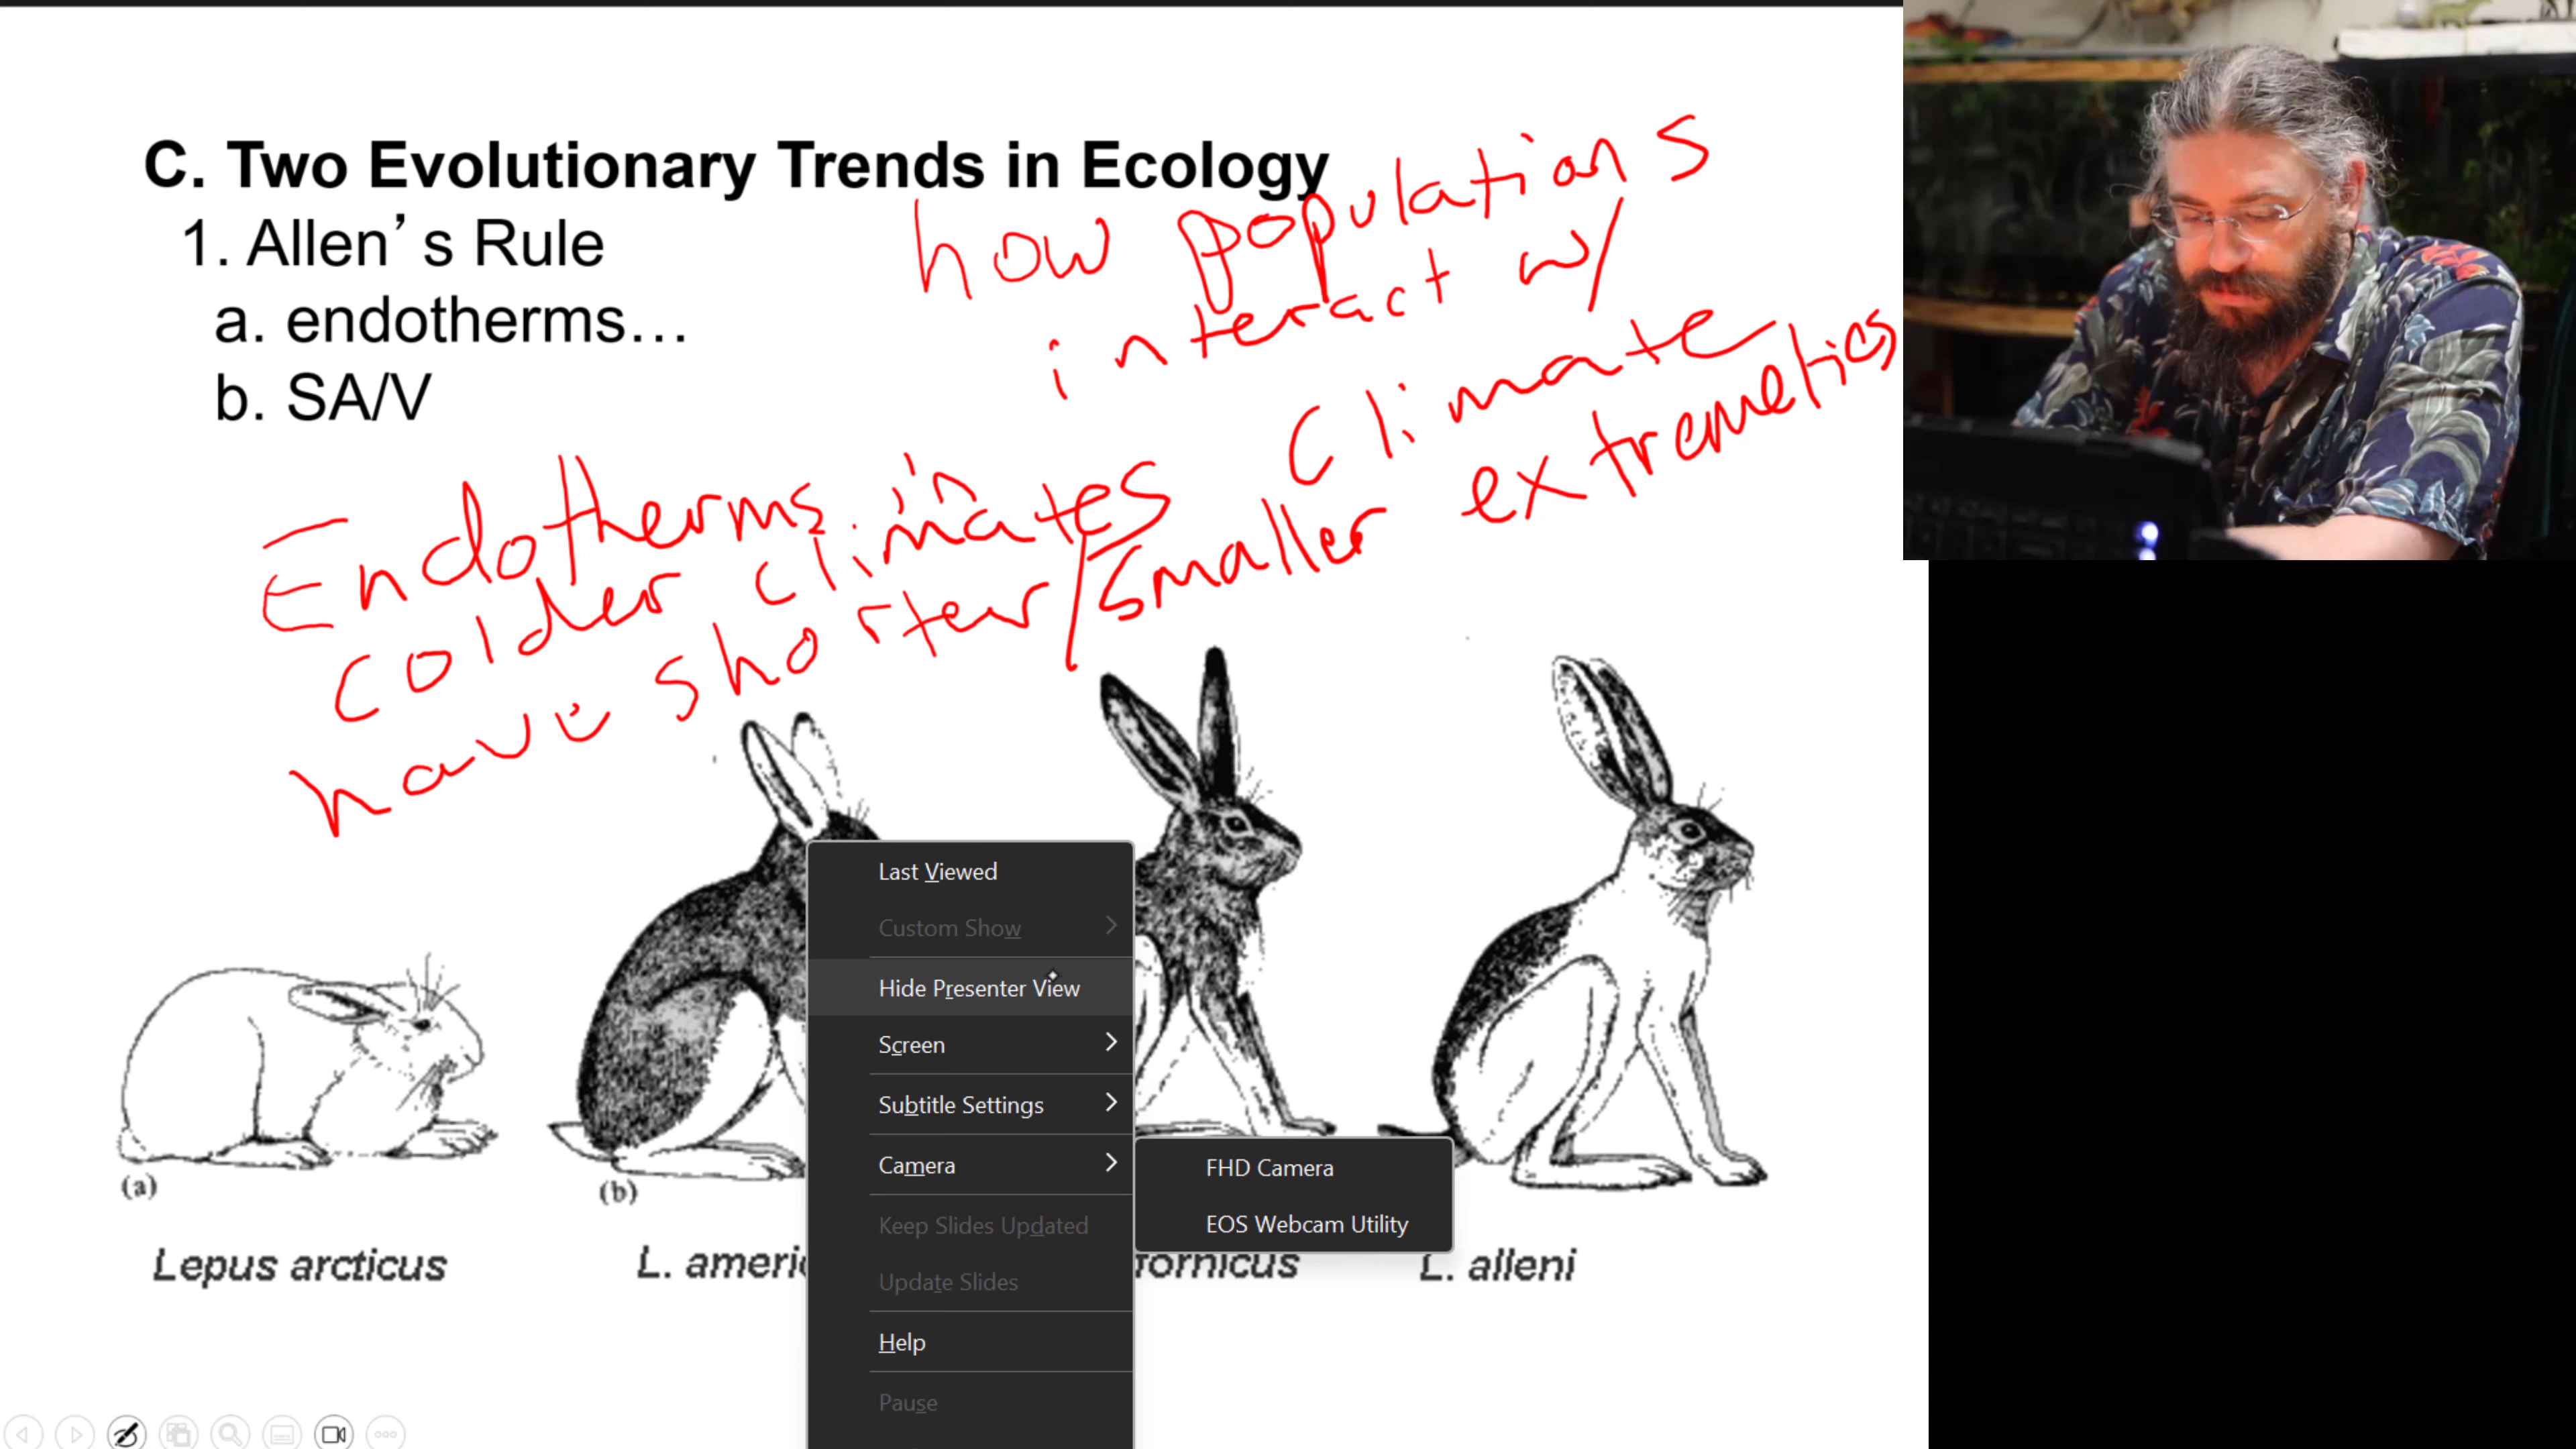 C. Two Evolutionary Trends in Ecology
1. Allen's Rule
a. endotherms...
b. SA/V
how populations
interact w/
Climate
Endotherms in
colder climates
have shorter/smaller extremeties
Last Viewed
Custom Show
Hide Presenter View
Screen
Subtitle Settings
Camera
FHD Camera
EOS Webcam Utility
Keep Slides Updated
Update Slides
Help
Pause
(a)
(b)
Lepus arcticus
L. ameri
fornicus
L. alleni